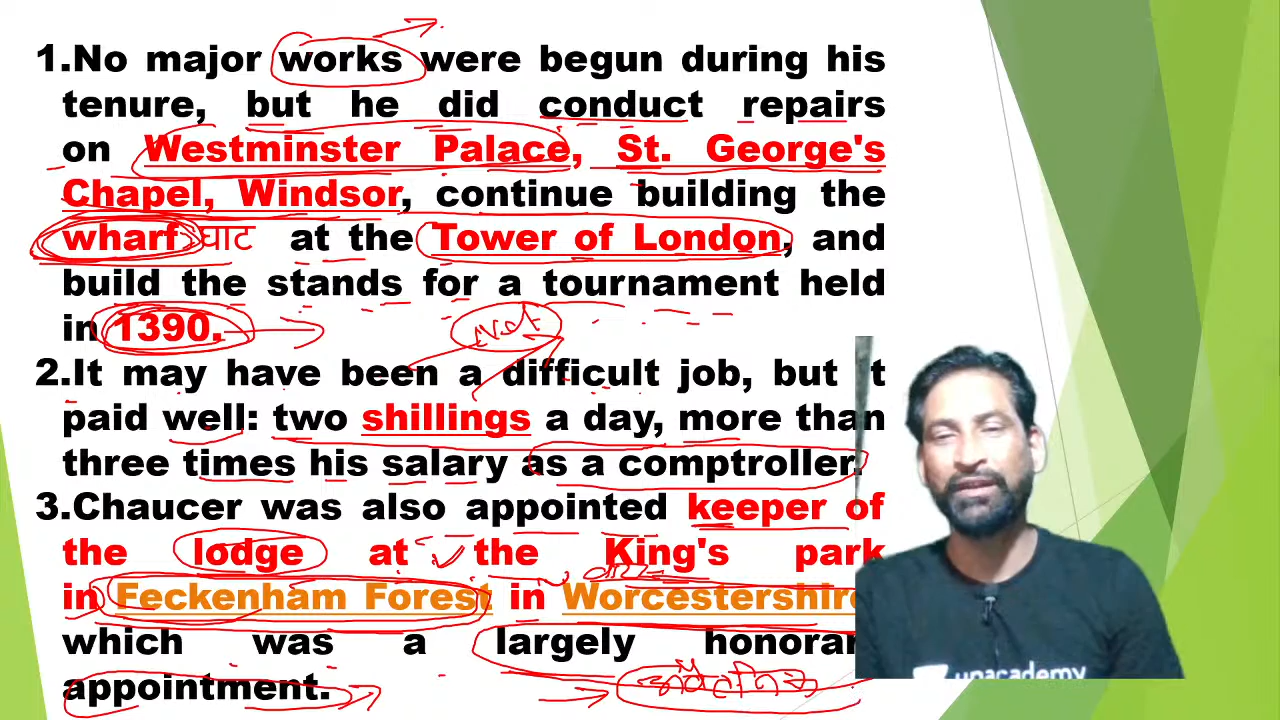 1.No major works were begun during his
tenure, but he did conduct repairs
on Westminster Palace, St. George's
Chapel, Windsor, continue building the
wharf घाट at the Tower of London, and
build the stands for a tournament held
in 1390.
Not
2.It may have been a difficult job, but it
paid well: two shillings a day, more than
three times his salary as a comptroller.
3.Chaucer was also appointed keeper of
the lodge at the King's park
in Feckenham Forest in Worcestershire
which was a largely honorar
appointment.
unacademy